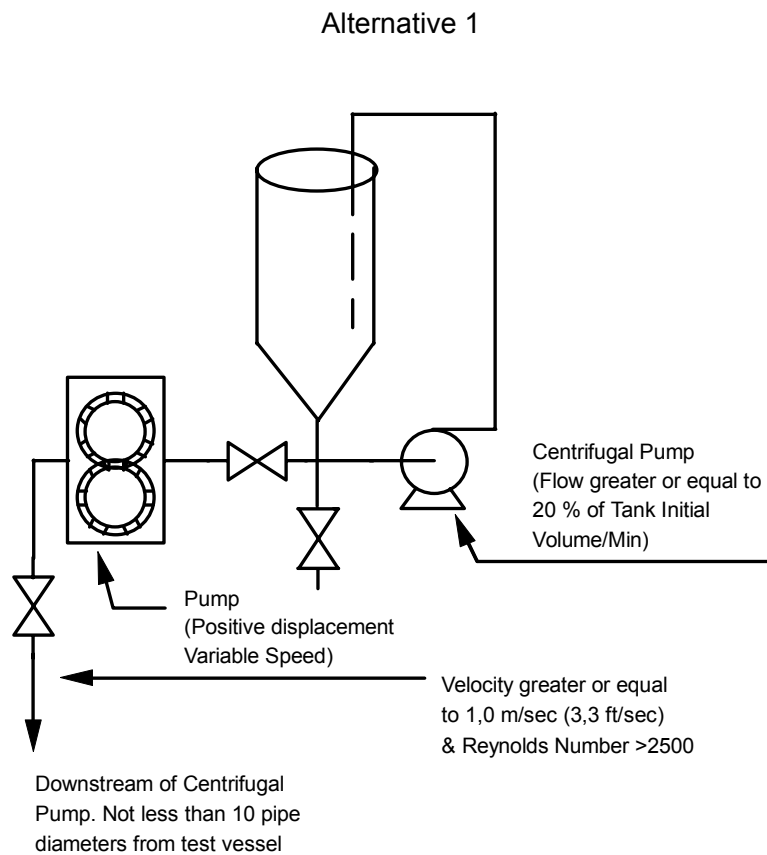 Alternative 1
Centrifugal Pump
(Flow greater or equal to
20 % of Tank Initial
Volume/Min)
Pump
(Positive displacement
Variable Speed)
Velocity greater or equal
to 1,0 m/sec (3,3 ft/sec)
& Reynolds Number >2500
Downstream of Centrifugal
Pump. Not less than 10 pipe
diameters from test vessel